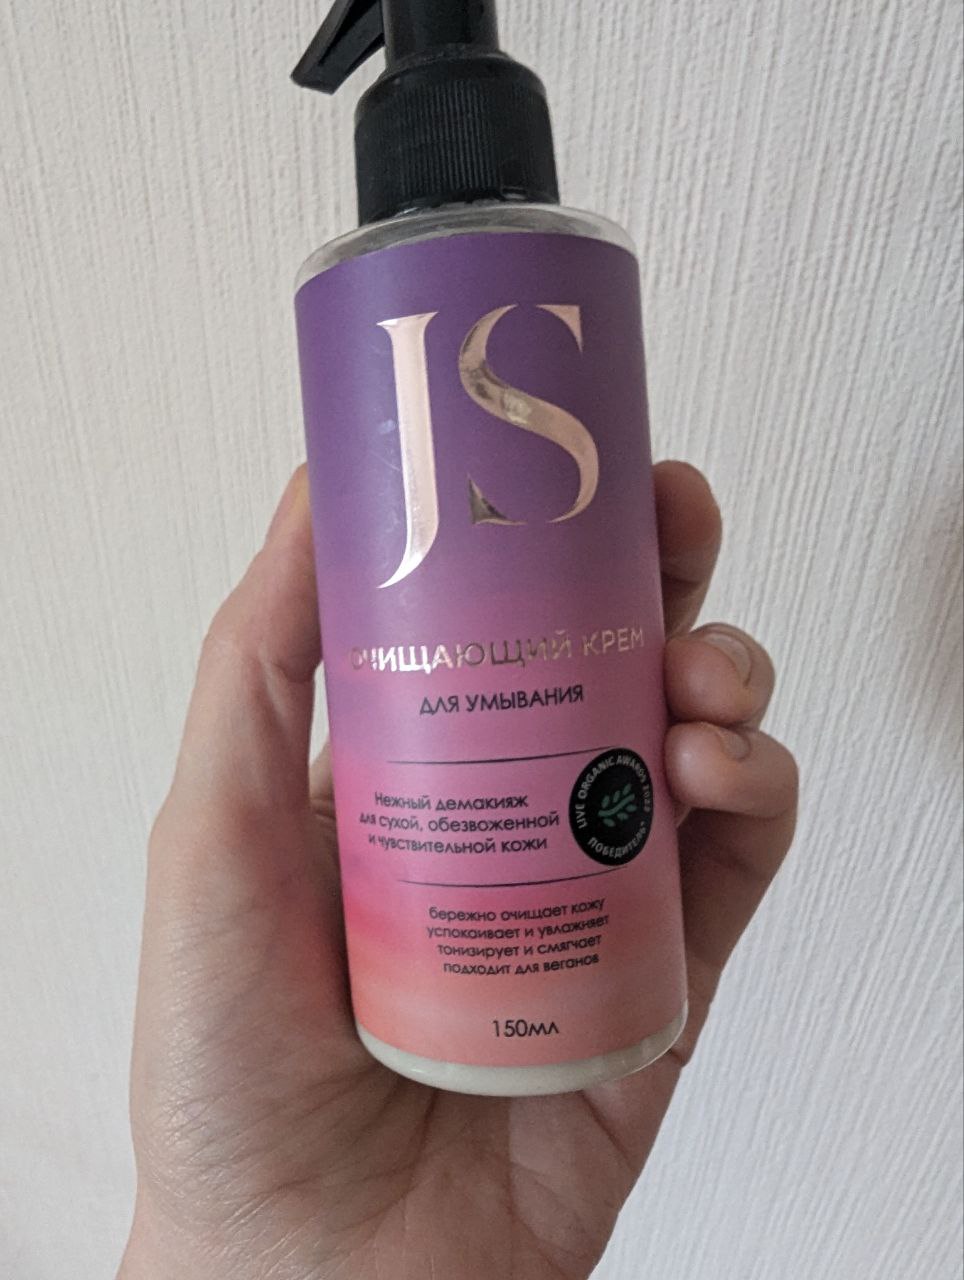 JS
ОЧИЩАЮЩИЙ КРЕМ
ДЛЯ УМЫВАНИЯ
Нежный демакияж
для сухой, обезвоженной
и чувствительной кожи
LIVE ORGANIC AWARDS 2022
ПОБЕДИТЕЛЬ*
бережно очищает кожу
успокаивает и увлажняет
тонизирует и смягчает
подходит для веганов
150мл